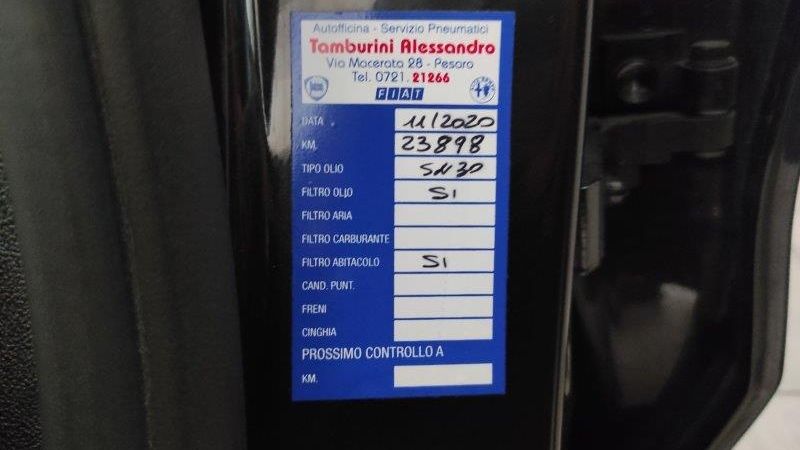 Autofficina - Servizio Pneumatici
Tamburini Alessandro
Via Macerata 28 - Pesaro
Tel. 0721.21266
FIAT
DATA 11/2020
KM. 23898
TIPO OLIO 5W30
FILTRO OLIO SI
FILTRO ARIA
FILTRO CARBURANTE
FILTRO ABITACOLO SI
CAND. PUNT.
FRENI
CINGHIA
PROSSIMO CONTROLLO A
KM.